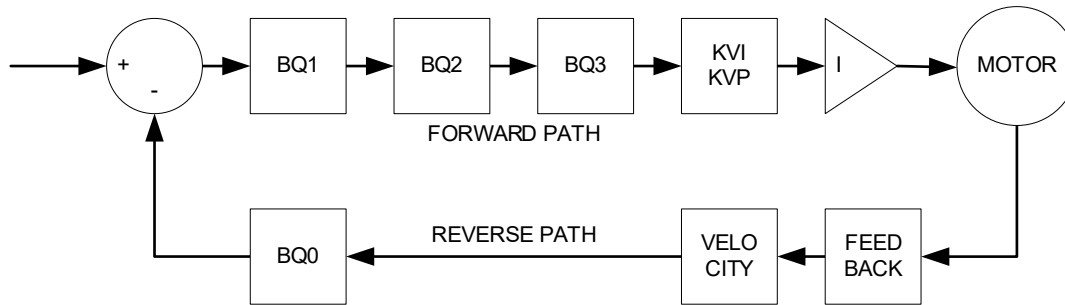 +
-
BQ1
BQ2
BQ3
KVI
KVP
I
MOTOR
FORWARD PATH
BQ0
REVERSE PATH
VELO
CITY
FEED
BACK